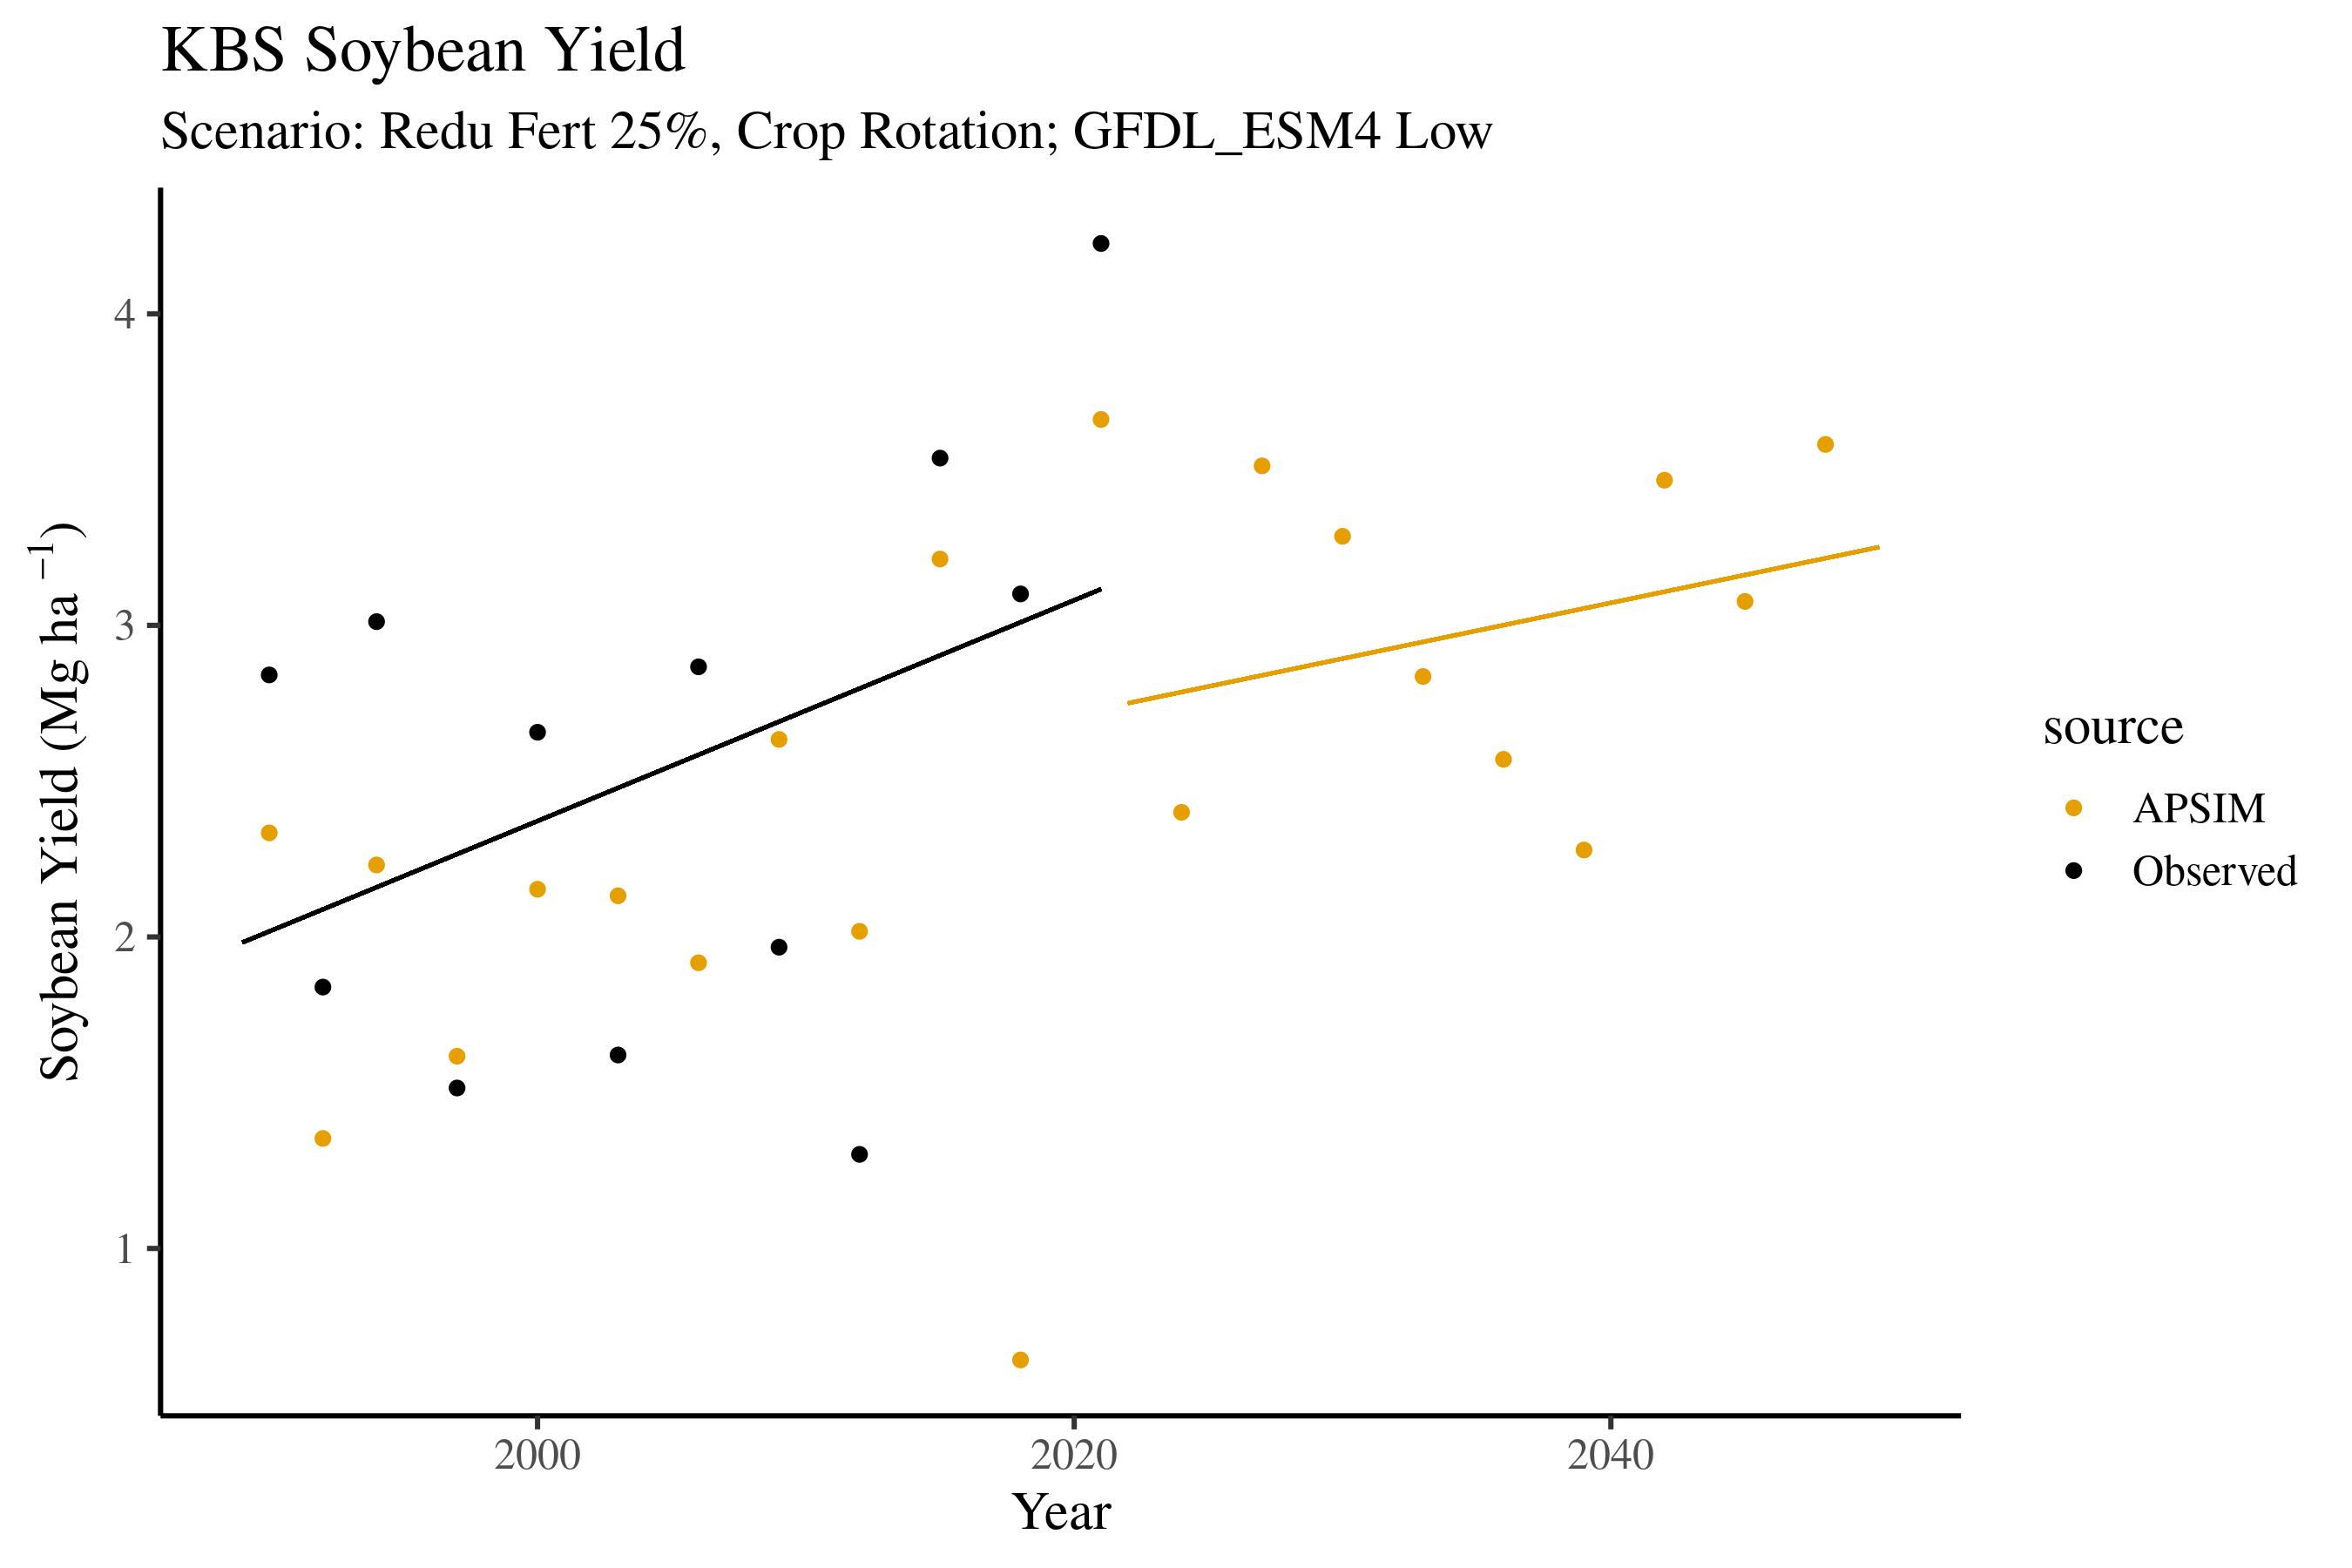 KBS Soybean Yield
Scenario: Redu Fert 25%, Crop Rotation; GFDL_ESM4 Low
Soybean Yield (Mg ha −1)
4
3
2
1
2000 2020 2040
Year
source
APSIM
Observed